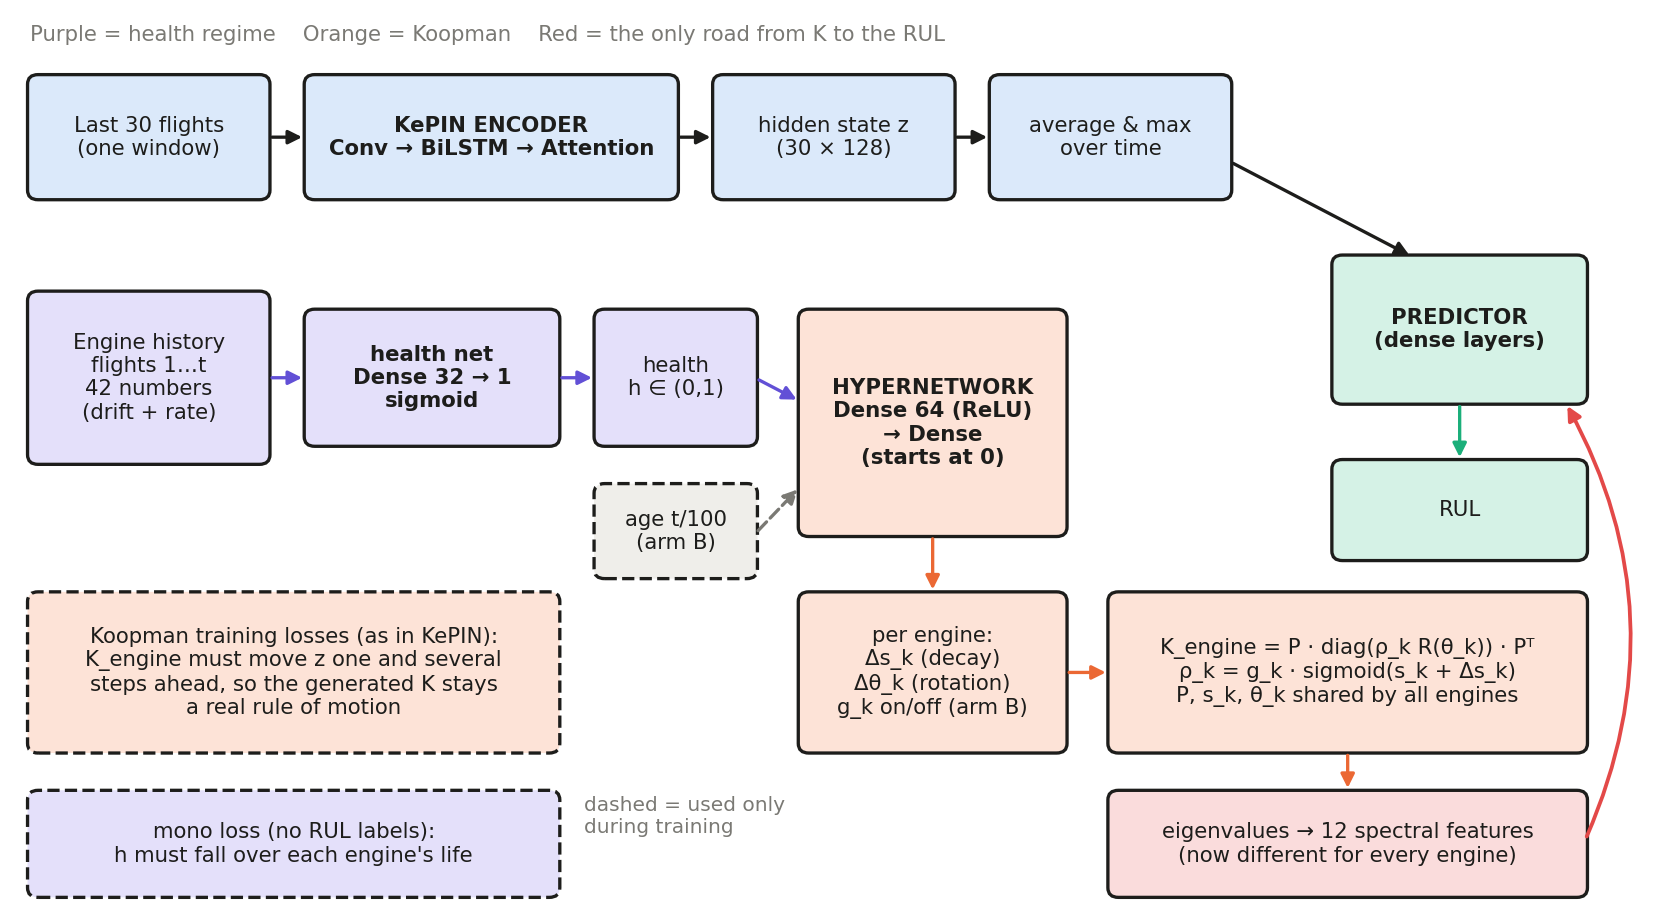 Purple = health regime    Orange = Koopman    Red = the only road from K to the RUL
Last 30 flights
(one window)
KePIN ENCODER
Conv → BiLSTM → Attention
hidden state z
(30 × 128)
average & max
over time
PREDICTOR
(dense layers)
Engine history
flights 1…t
42 numbers
(drift + rate)
health net
Dense 32 → 1
sigmoid
health
h ∈ (0,1)
HYPERNETWORK
Dense 64 (ReLU)
→ Dense
(starts at 0)
age t/100
(arm B)
RUL
Koopman training losses (as in KePIN):
K_engine must move z one and several
steps ahead, so the generated K stays
a real rule of motion
per engine:
Δs_k (decay)
Δθ_k (rotation)
g_k on/off (arm B)
K_engine = P · diag(ρ_k R(θ_k)) · Pᵀ
ρ_k = g_k · sigmoid(s_k + Δs_k)
P, s_k, θ_k shared by all engines
mono loss (no RUL labels):
h must fall over each engine's life
dashed = used only
during training
eigenvalues → 12 spectral features
(now different for every engine)